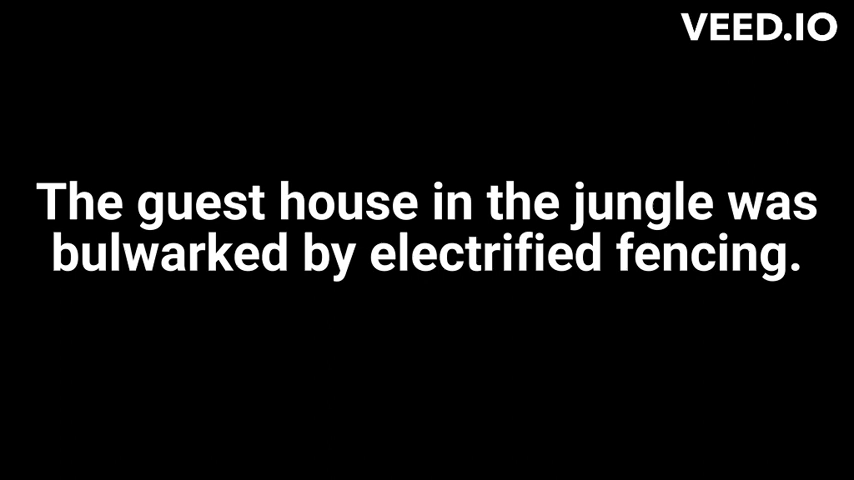 VEED.IO
The guest house in the jungle was
bulwarked by electrified fencing.